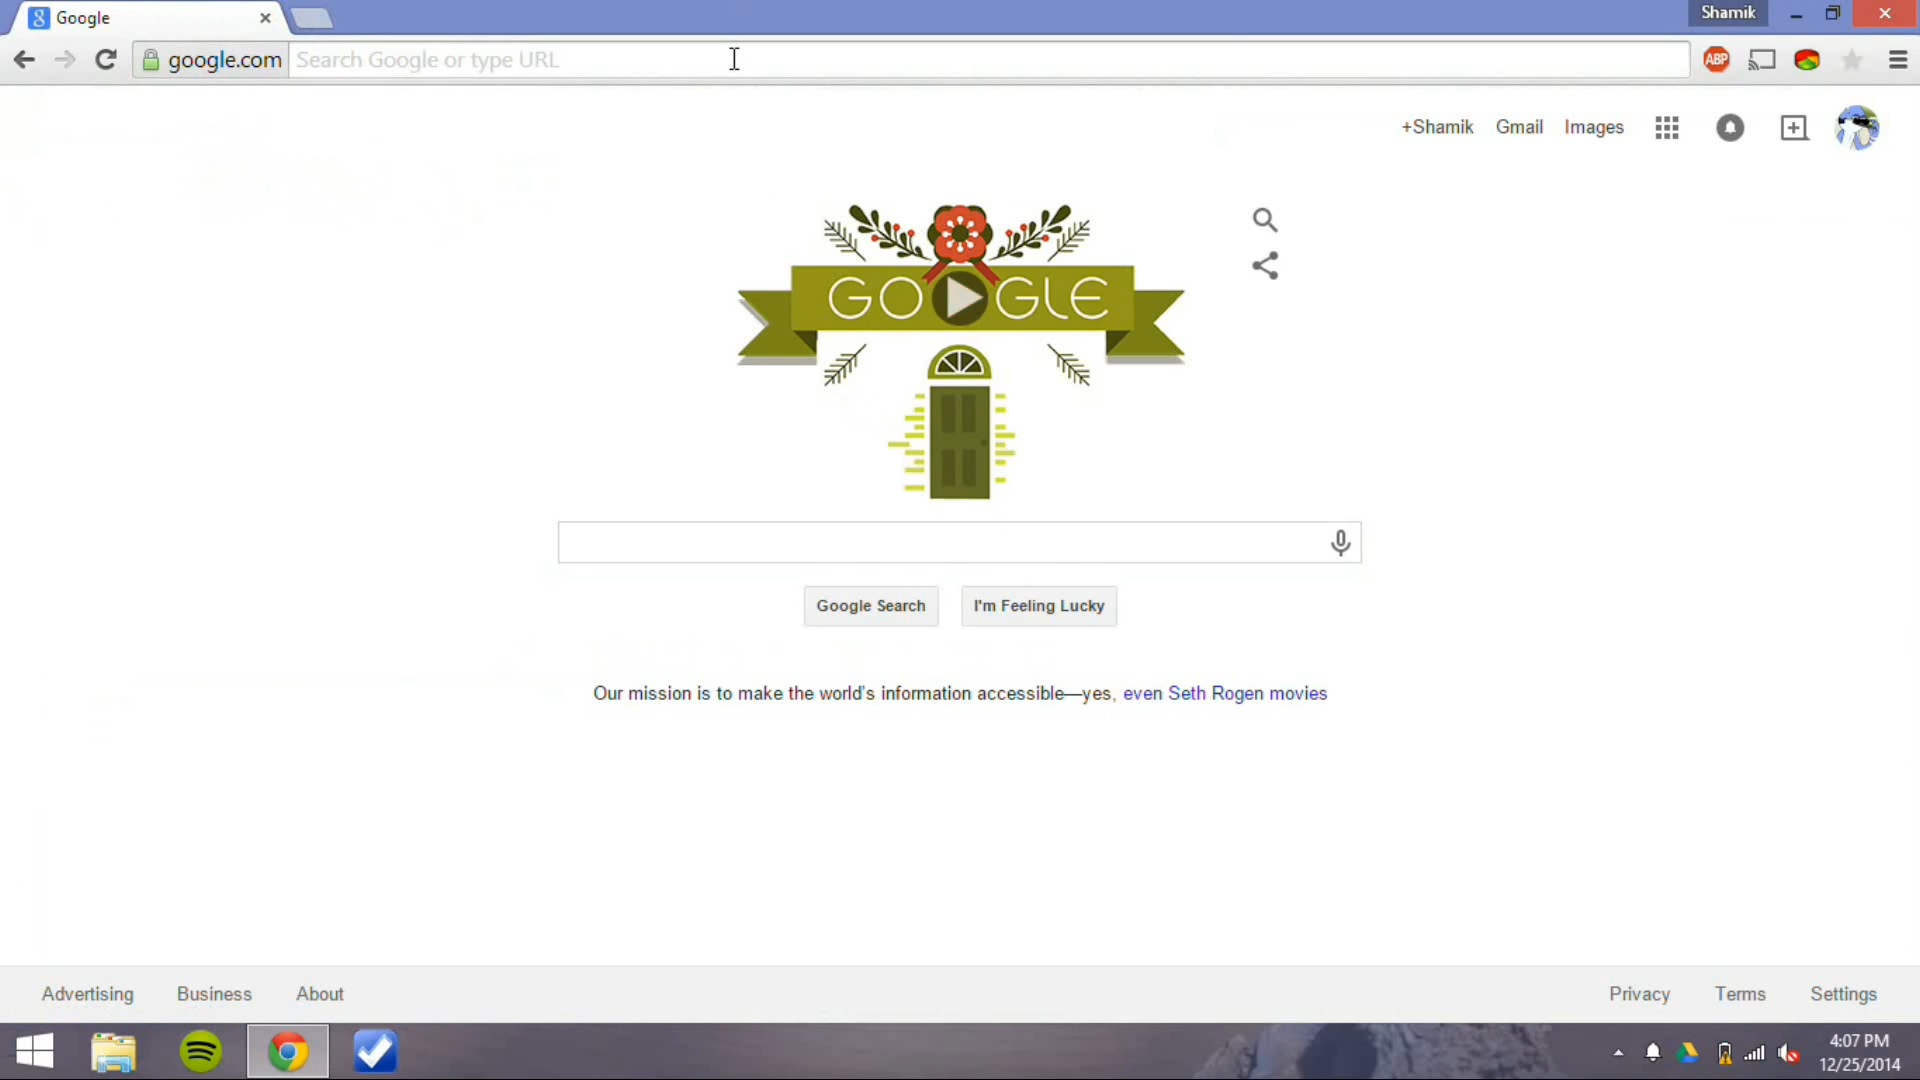 Google
Shamik
google.com
Search Google or type URL
ABP
+Shamik
Gmail
Images
GO GLE
Google Search
I'm Feeling Lucky
Our mission is to make the world's information accessible—yes, even Seth Rogen movies
Advertising
Business
About
Privacy
Terms
Settings
4:07 PM
12/25/2014